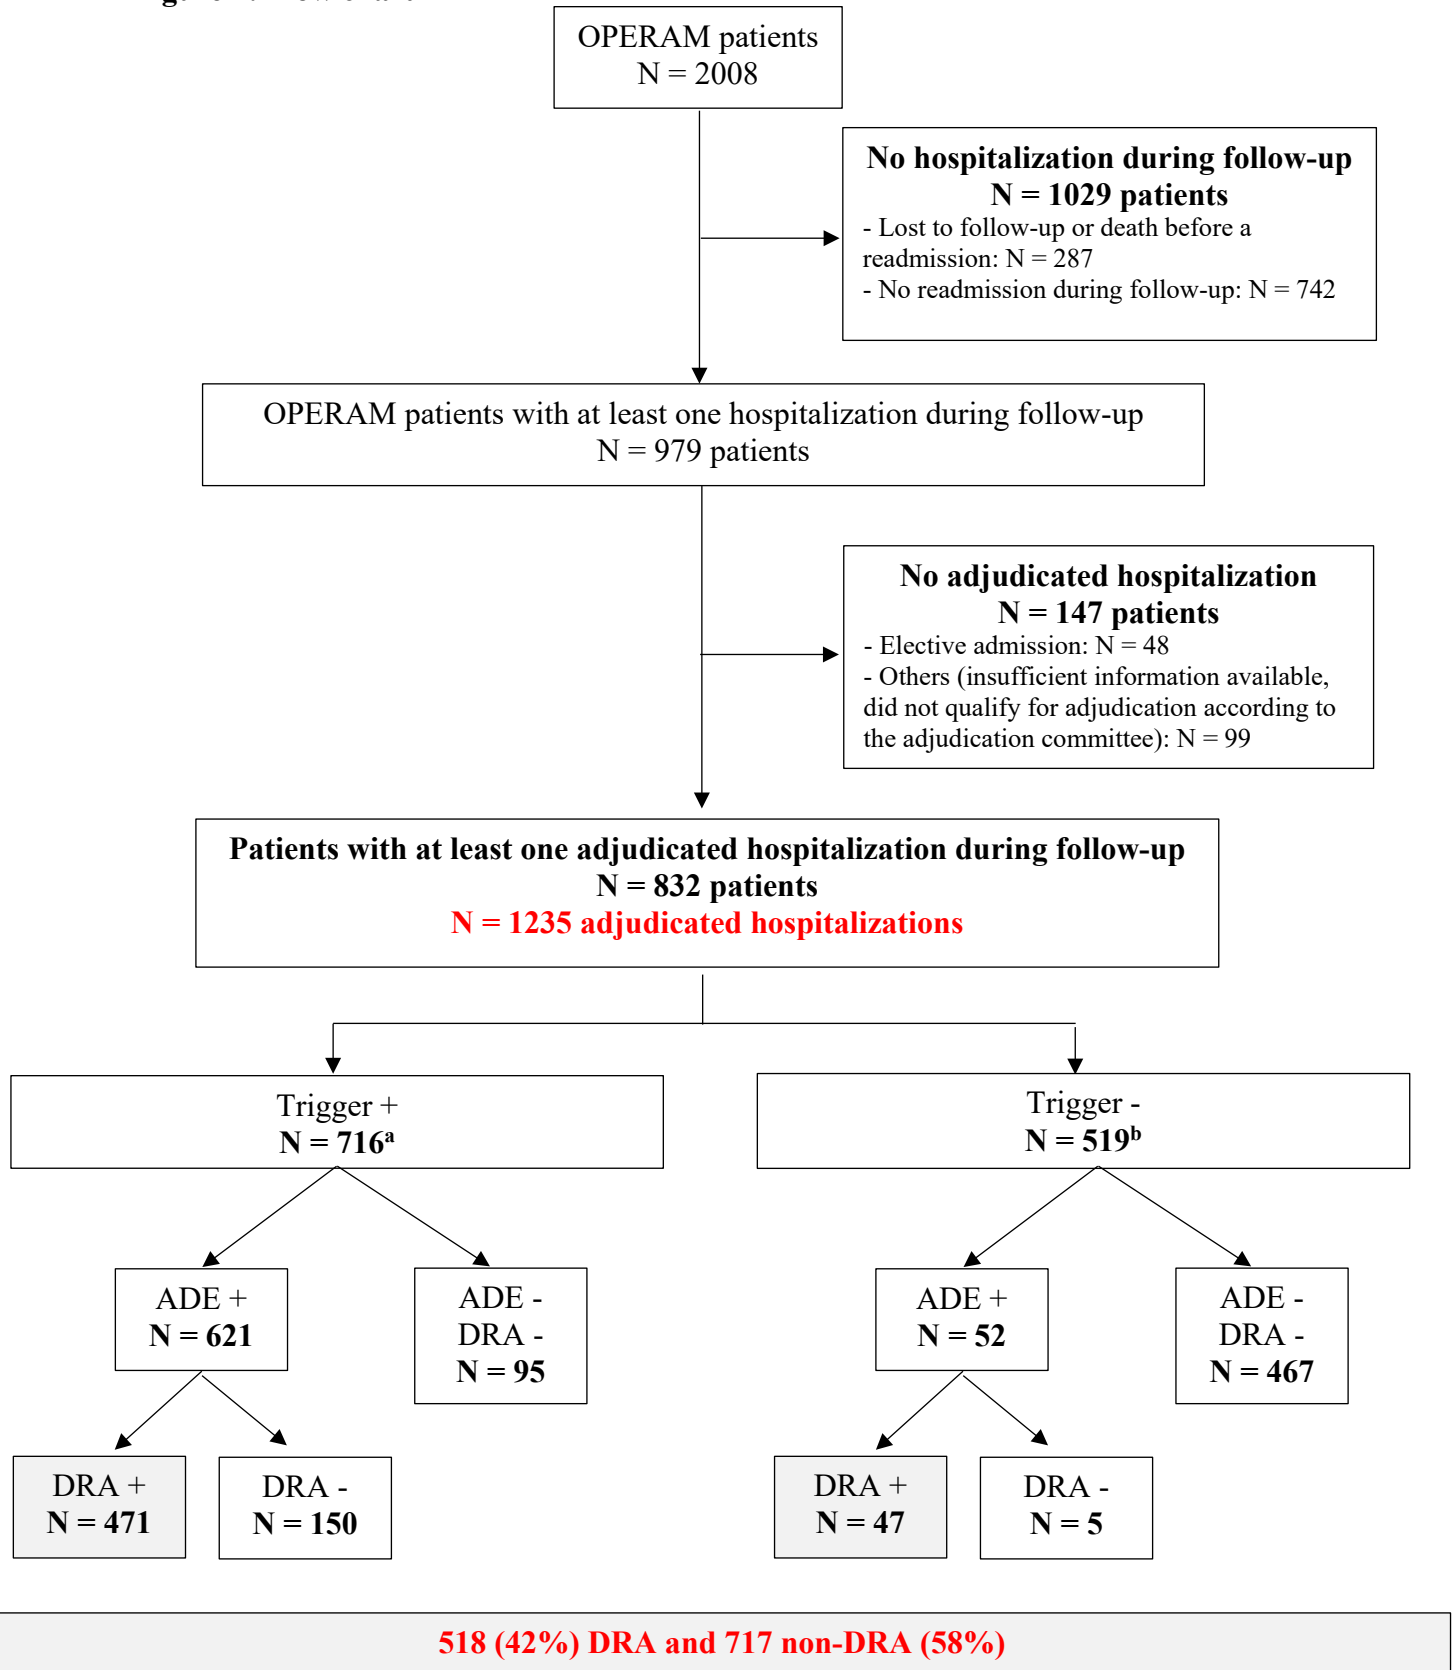 OPERAM patients
N = 2008
No hospitalization during follow-up
N = 1029 patients
- Lost to follow-up or death before a
readmission: N = 287
- No readmission during follow-up: N = 742
OPERAM patients with at least one hospitalization during follow-up
N = 979 patients
No adjudicated hospitalization
N = 147 patients
- Elective admission: N = 48
- Others (insufficient information available,
did not qualify for adjudication according to
the adjudication committee): N = 99
Patients with at least one adjudicated hospitalization during follow-up
N = 832 patients
N = 1235 adjudicated hospitalizations
Trigger +
N = 716ᵃ
Trigger -
N = 519ᵇ
ADE +
N = 621
ADE -
DRA -
N = 95
ADE +
N = 52
ADE -
DRA -
N = 467
DRA +
N = 471
DRA -
N = 150
DRA +
N = 47
DRA -
N = 5
518 (42%) DRA and 717 non-DRA (58%)